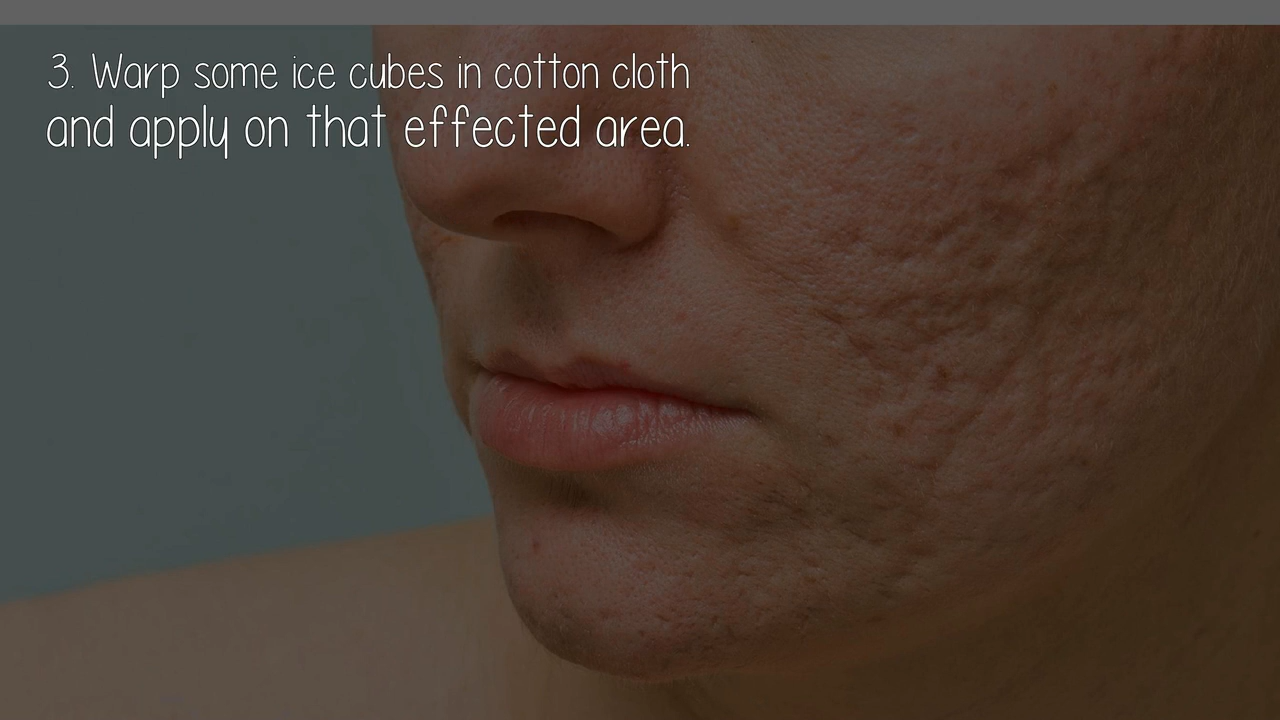 3. Warp some ice cubes in cotton cloth
and apply on that effected area.